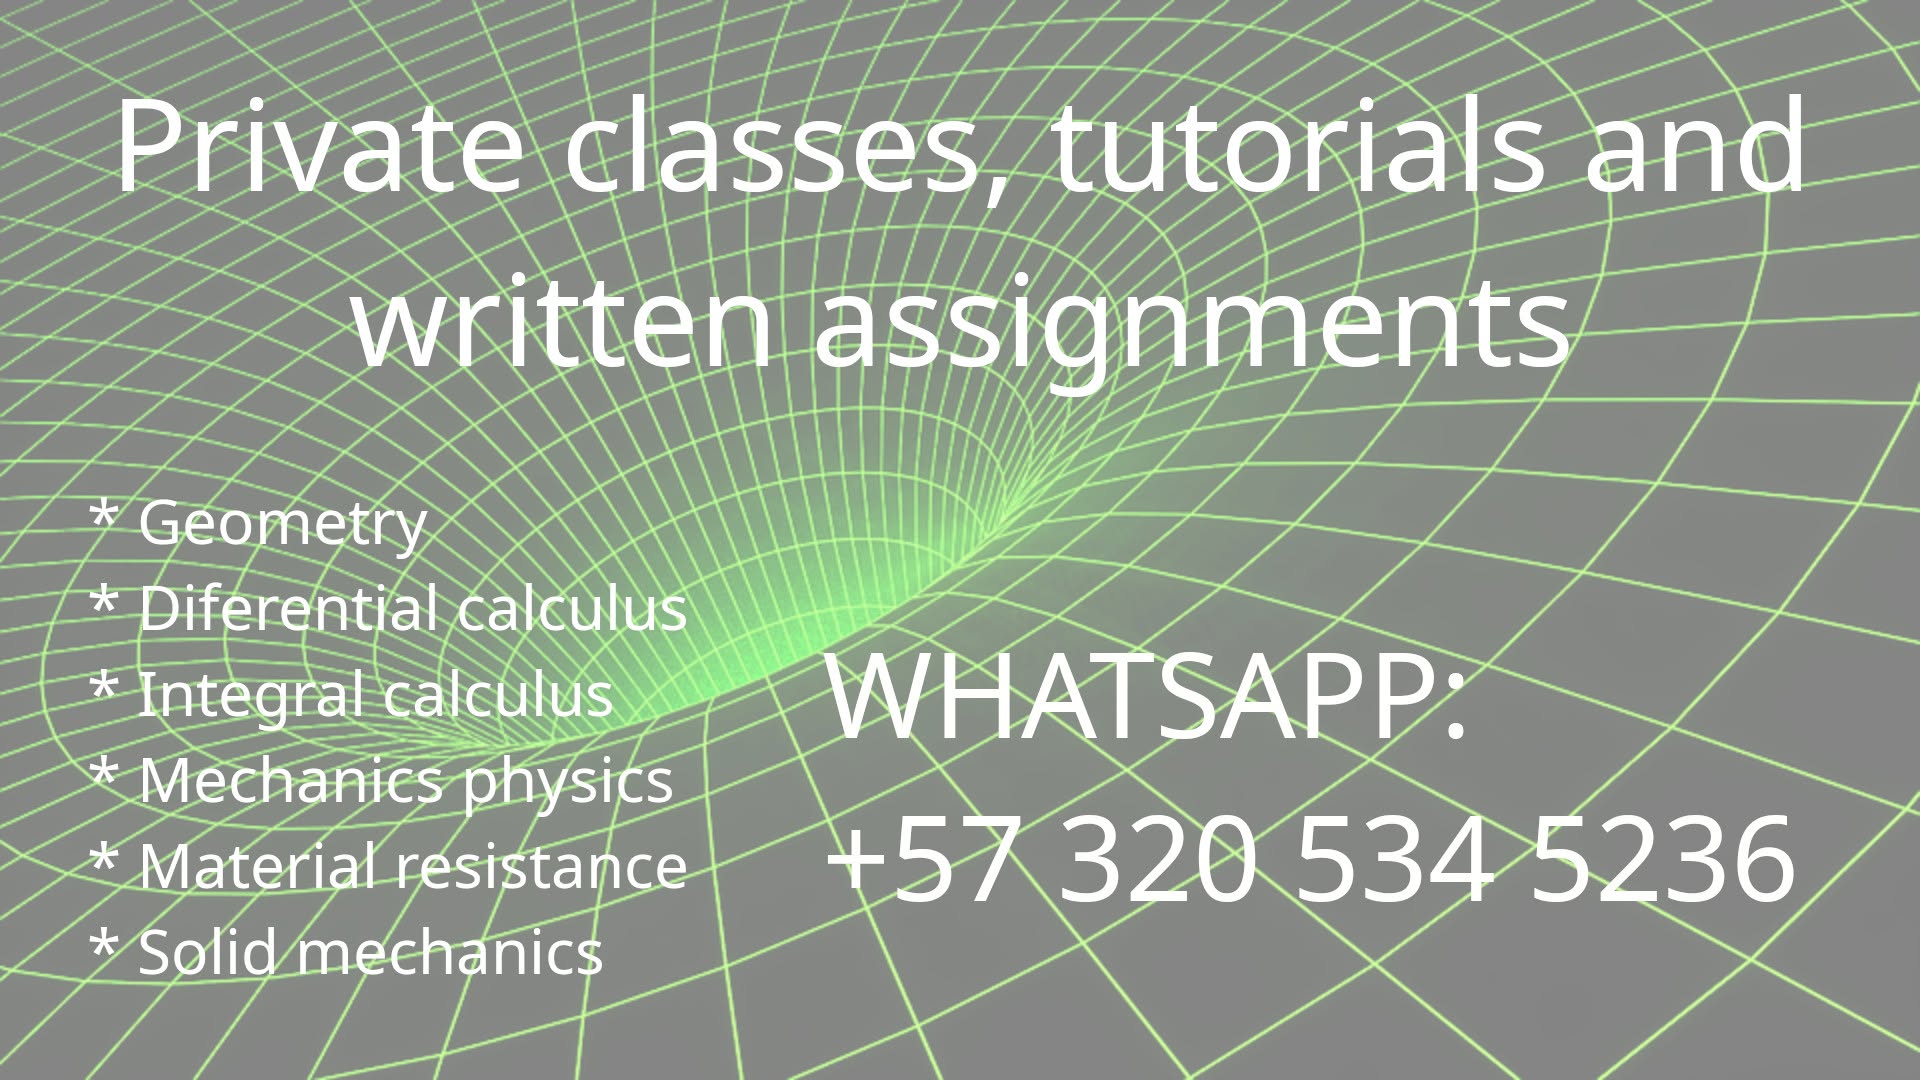 Private classes, tutorials and
written assignments
* Geometry
* Diferential calculus
* Integral calculus
* Mechanics physics
* Material resistance
* Solid mechanics
WHATSAPP:
+57 320 534 5236